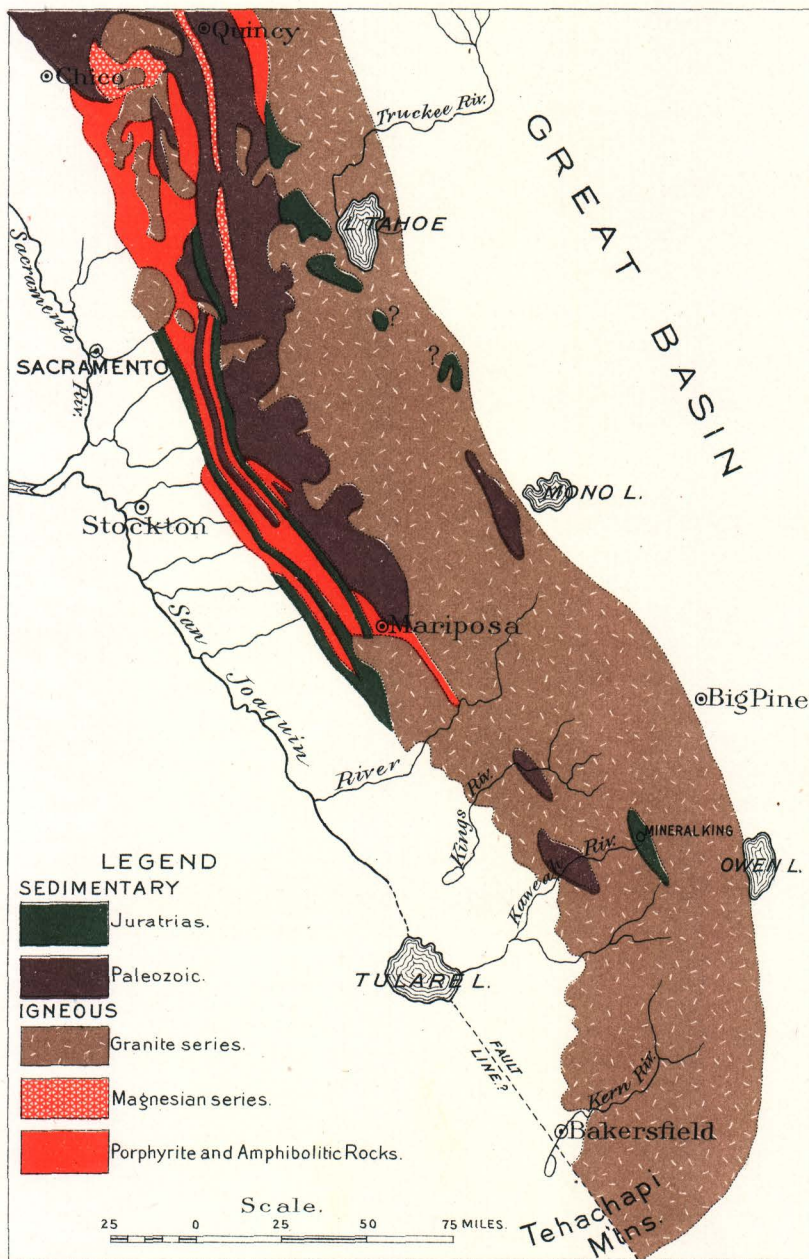 Quincy
Chico
Truckee Riv.
GREAT BASIN
L. TAHOE
Sacramento Riv.
?
?
SACRAMENTO
MONO L.
Stockton
San Joaquin River
Mariposa
Big Pine
Kings Riv.
MINERAL KING
Kaweah Riv.
OWEN L.
LEGEND
SEDIMENTARY
Juratrias.
Paleozoic.
IGNEOUS
Granite series.
Magnesian series.
Porphyrite and Amphibolitic Rocks.
TULARE L.
FAULT
LINE?
Kern Riv.
Bakersfield
Tehachapi
Mtns.
Scale.
25 0 25 50 75 MILES.